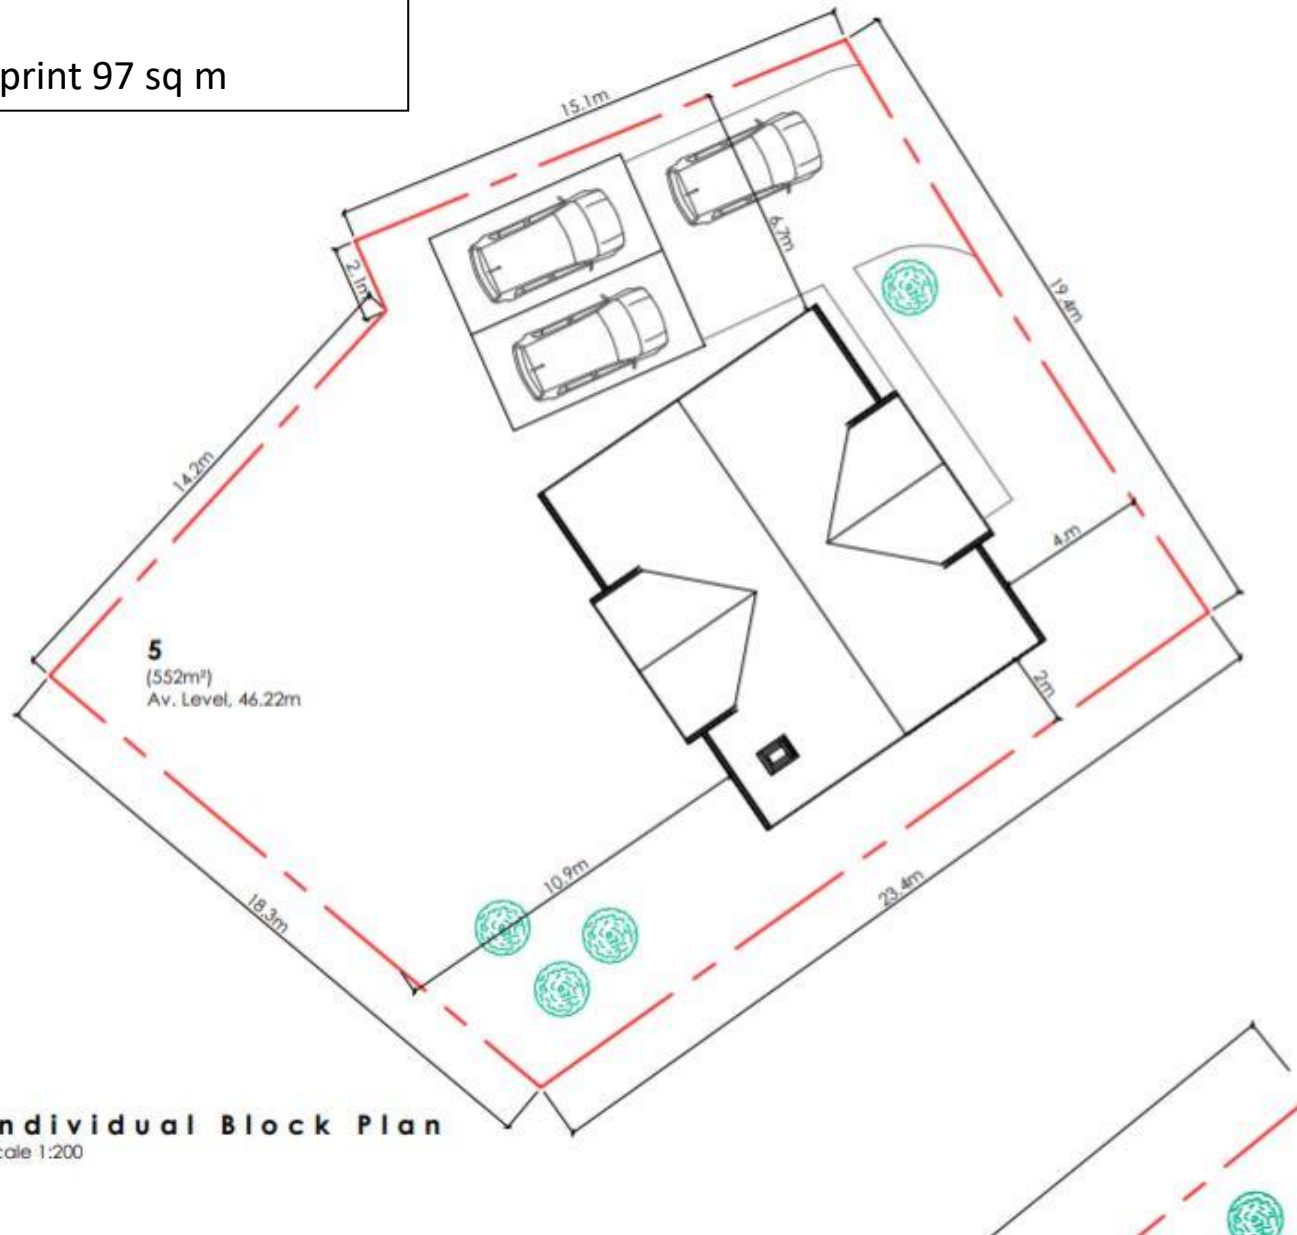 print 97 sq m
15.1m
2.1m
6.7m
19.4m
14.2m
4.m
5
(552m²)
Av. Level, 46.22m
2m
10.9m
23.4m
18.3m
ndividual Block Plan
cale 1:200